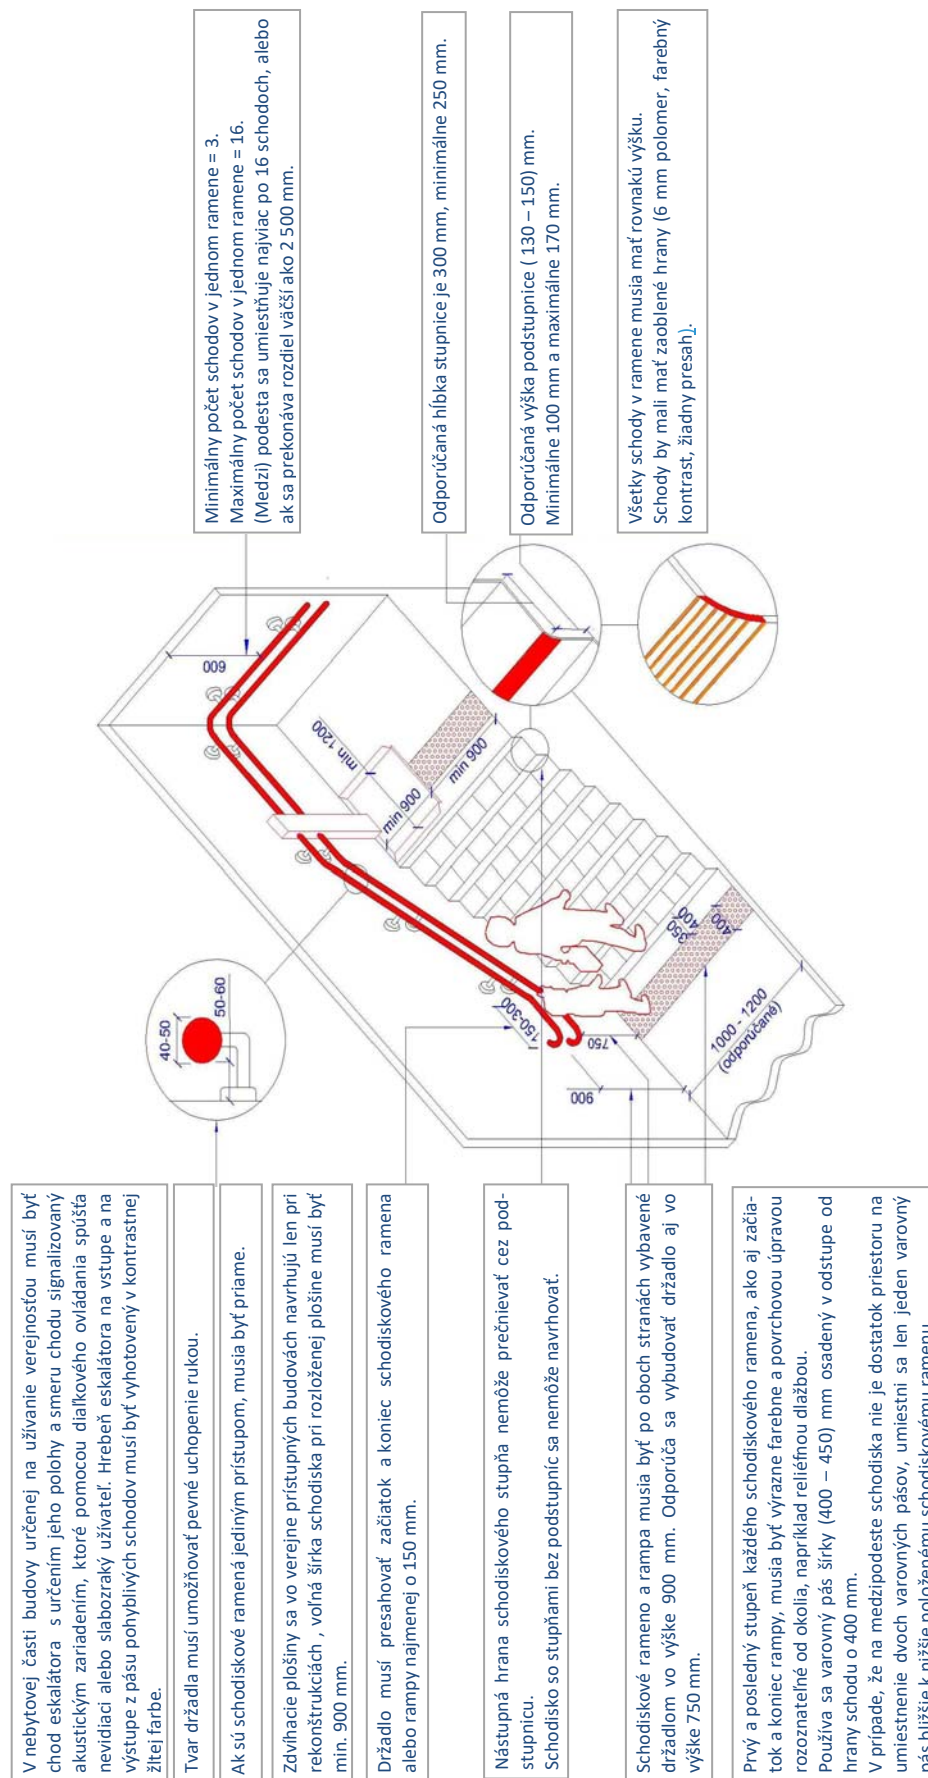 V nebytovej časti budovy určenej na užívanie verejnosťou musí byť
chod eskalátora s určením jeho polohy a smeru chodu signalizovaný
akustickým zariadením, ktoré pomocou diaľkového ovládania spúšťa
nevidiaci alebo slabozraký užívateľ. Hrebeň eskalátora na vstupe a na
výstupe z pásu pohyblivých schodov musí byť vyhotovený v kontrastnej
žltej farbe.
Tvar držadla musí umožňovať pevné uchopenie rukou.
Ak sú schodiskové ramená jediným prístupom, musia byť priame.
Zdvíhacie plošiny sa vo verejne prístupných budovách navrhujú len pri
rekonštrukciách , voľná šírka schodiska pri rozloženej plošine musí byť
min. 900 mm.
Držadlo musí presahovať začiatok a koniec schodiskového ramena
alebo rampy najmenej o 150 mm.
Nástupná hrana schodiskového stupňa nemôže prečnievať cez pod-
stupnicu.
Schodisko so stupňami bez podstupníc sa nemôže navrhovať.
Schodiskové rameno a rampa musia byť po oboch stranách vybavené
držadlom vo výške 900 mm. Odporúča sa vybudovať držadlo aj vo
výške 750 mm.
Prvý a posledný stupeň každého schodiskového ramena, ako aj začia-
tok a koniec rampy, musia byť výrazne farebne a povrchovou úpravou
rozoznateľné od okolia, napríklad reliéfnou dlažbou.
Používa sa varovný pás šírky (400 – 450) mm osadený v odstupe od
hrany schodu o 400 mm.
V prípade, že na medzipodeste schodiska nie je dostatok priestoru na
umiestnenie dvoch varovných pásov, umiestni sa len jeden varovný
pás bližšie k nižšie položenému schodiskovému ramenu.
40-50
50-60
600
min 1200
min 900
min 900
150-300
750
900
350
400
400
1000 - 1200
(odporúčané)
Minimálny počet schodov v jednom ramene = 3.
Maximálny počet schodov v jednom ramene = 16.
(Medzi) podesta sa umiestňuje najviac po 16 schodoch, alebo
ak sa prekonáva rozdiel väčší ako 2 500 mm.
Odporúčaná hĺbka stupnice je 300 mm, minimálne 250 mm.
Odporúčaná výška podstupnice ( 130 – 150) mm.
Minimálne 100 mm a maximálne 170 mm.
Všetky schody v ramene musia mať rovnakú výšku.
Schody by mali mať zaoblené hrany (6 mm polomer, farebný
kontrast, žiadny presah).